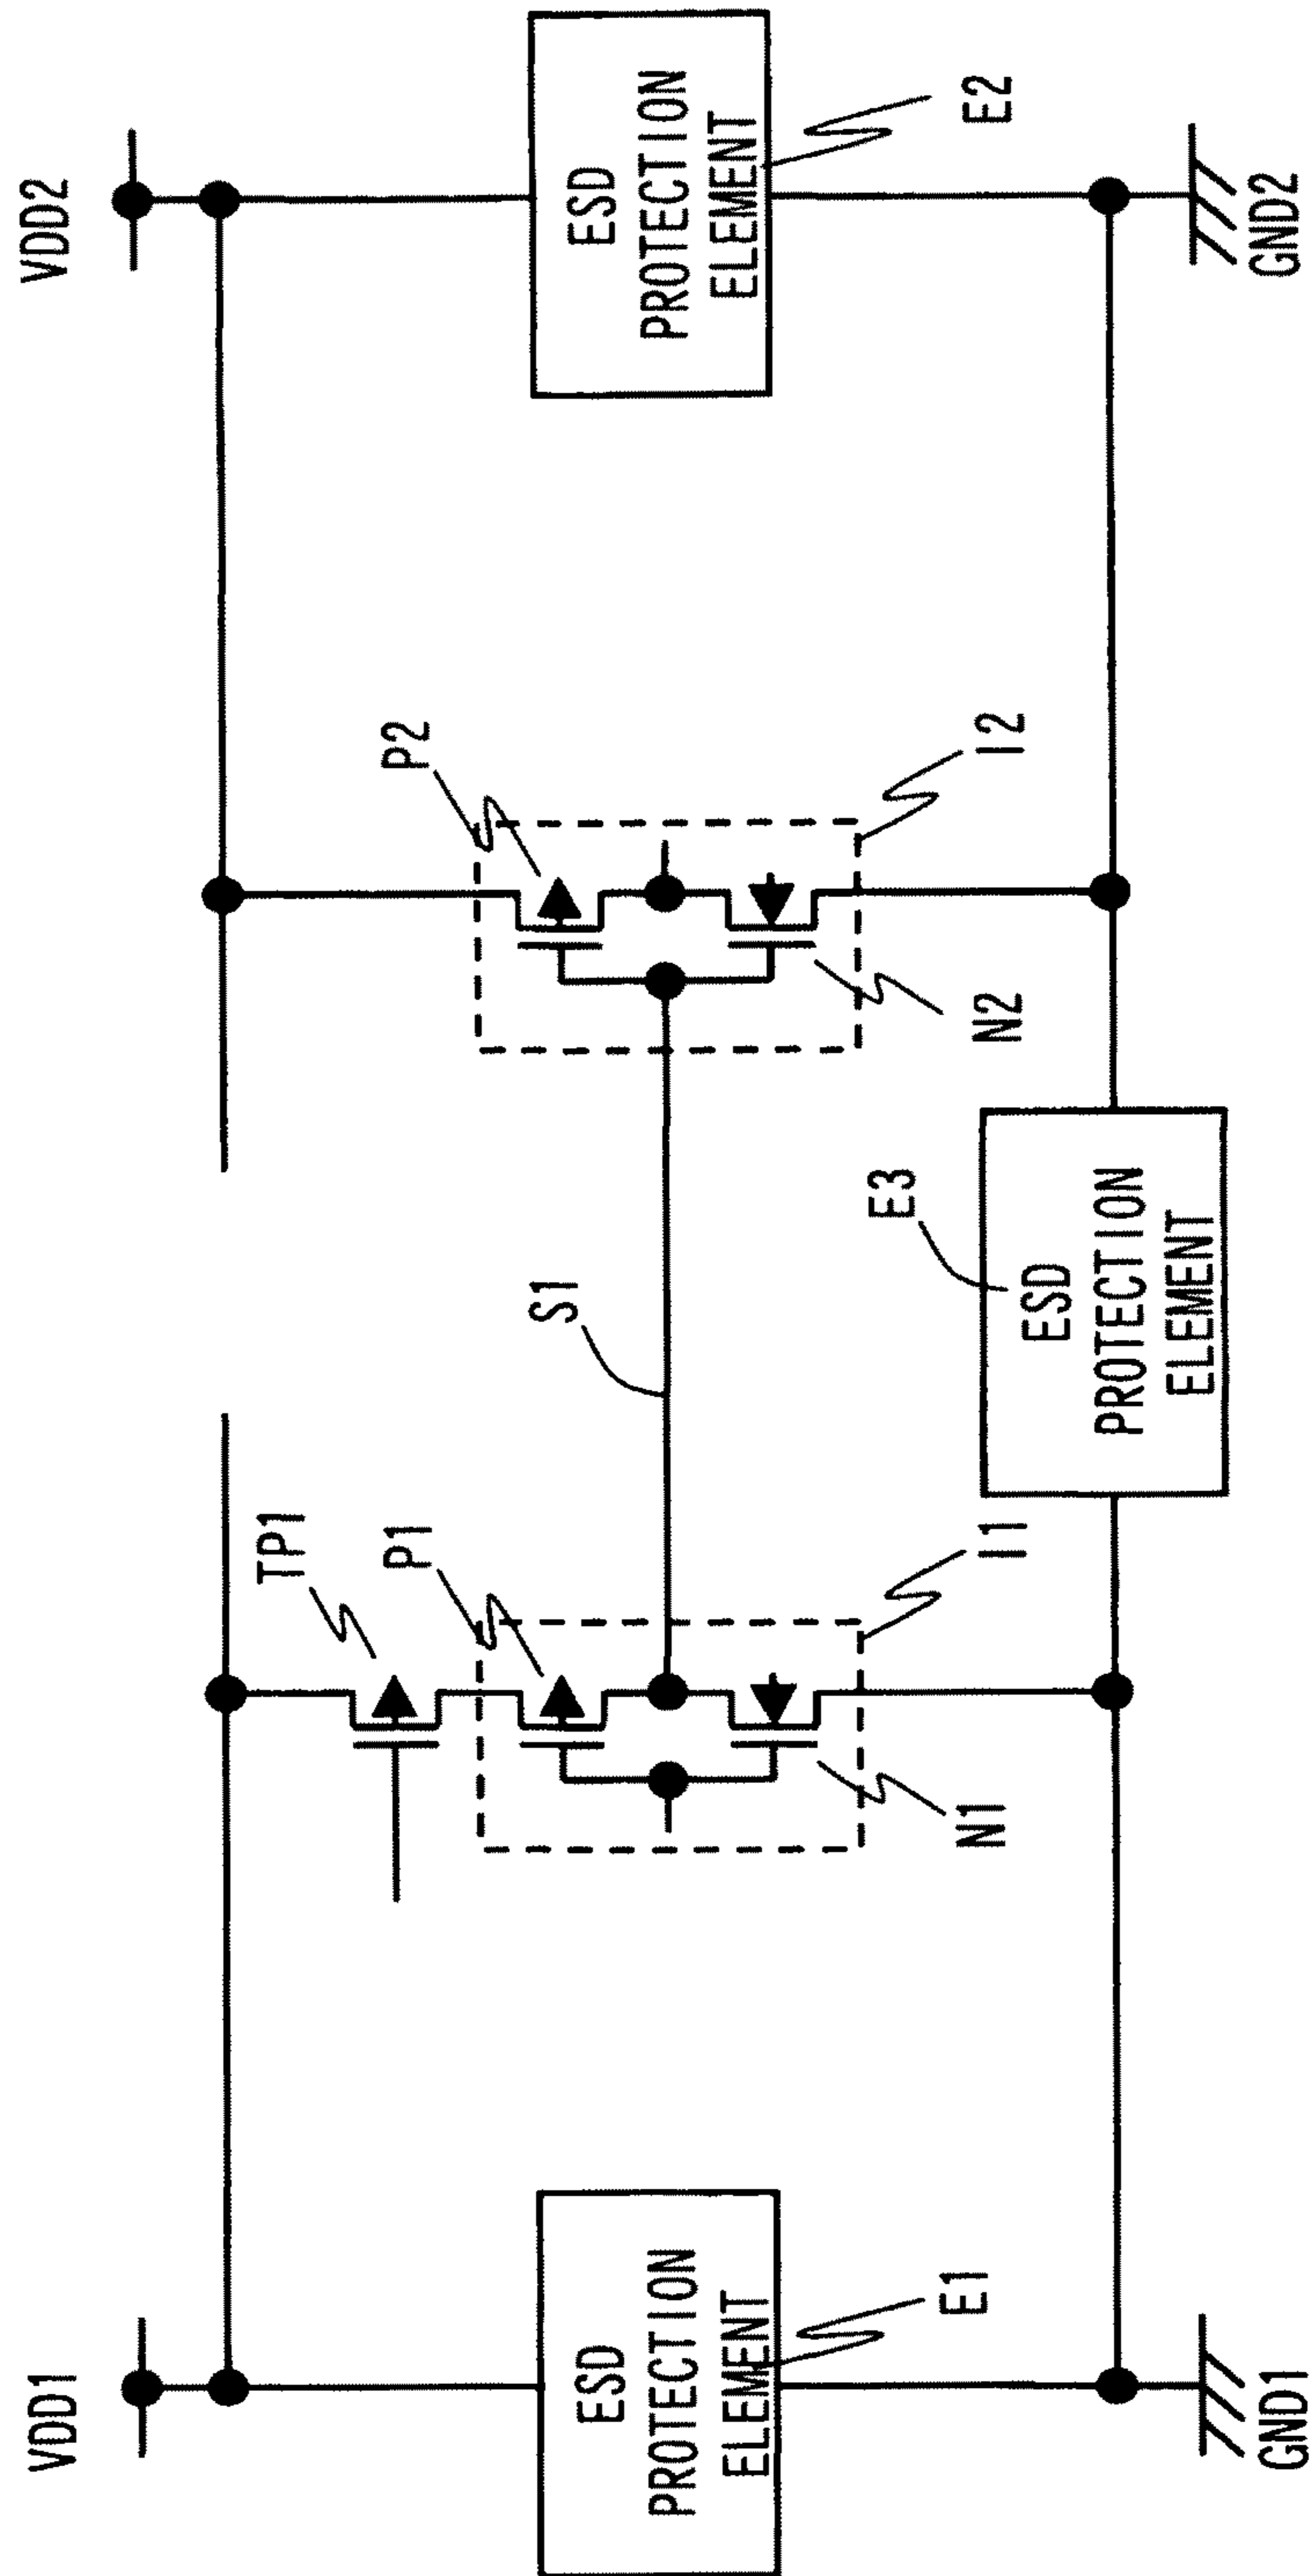 VDD1
VDD2
TP1
P1
P2
S1
ESD
PROTECTION
ELEMENT
E1
N1
I1
E3
ESD
PROTECTION
ELEMENT
N2
I2
ESD
PROTECTION
ELEMENT
E2
GND1
GND2